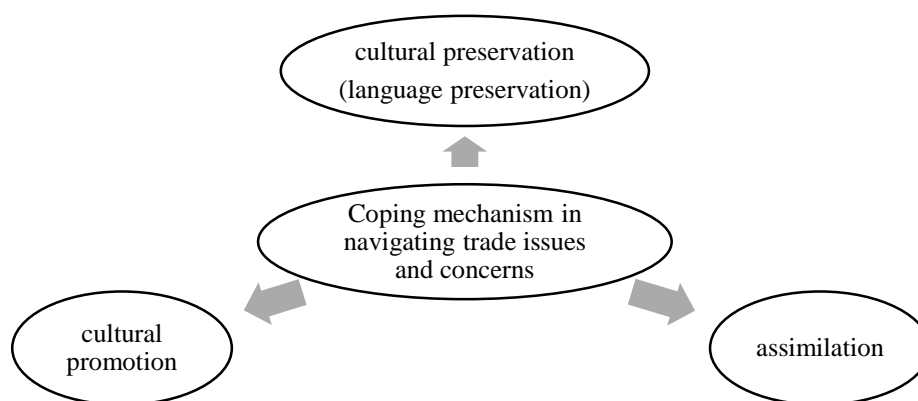 cultural preservation
(language preservation)
Coping mechanism in
navigating trade issues
and concerns
cultural
promotion
assimilation